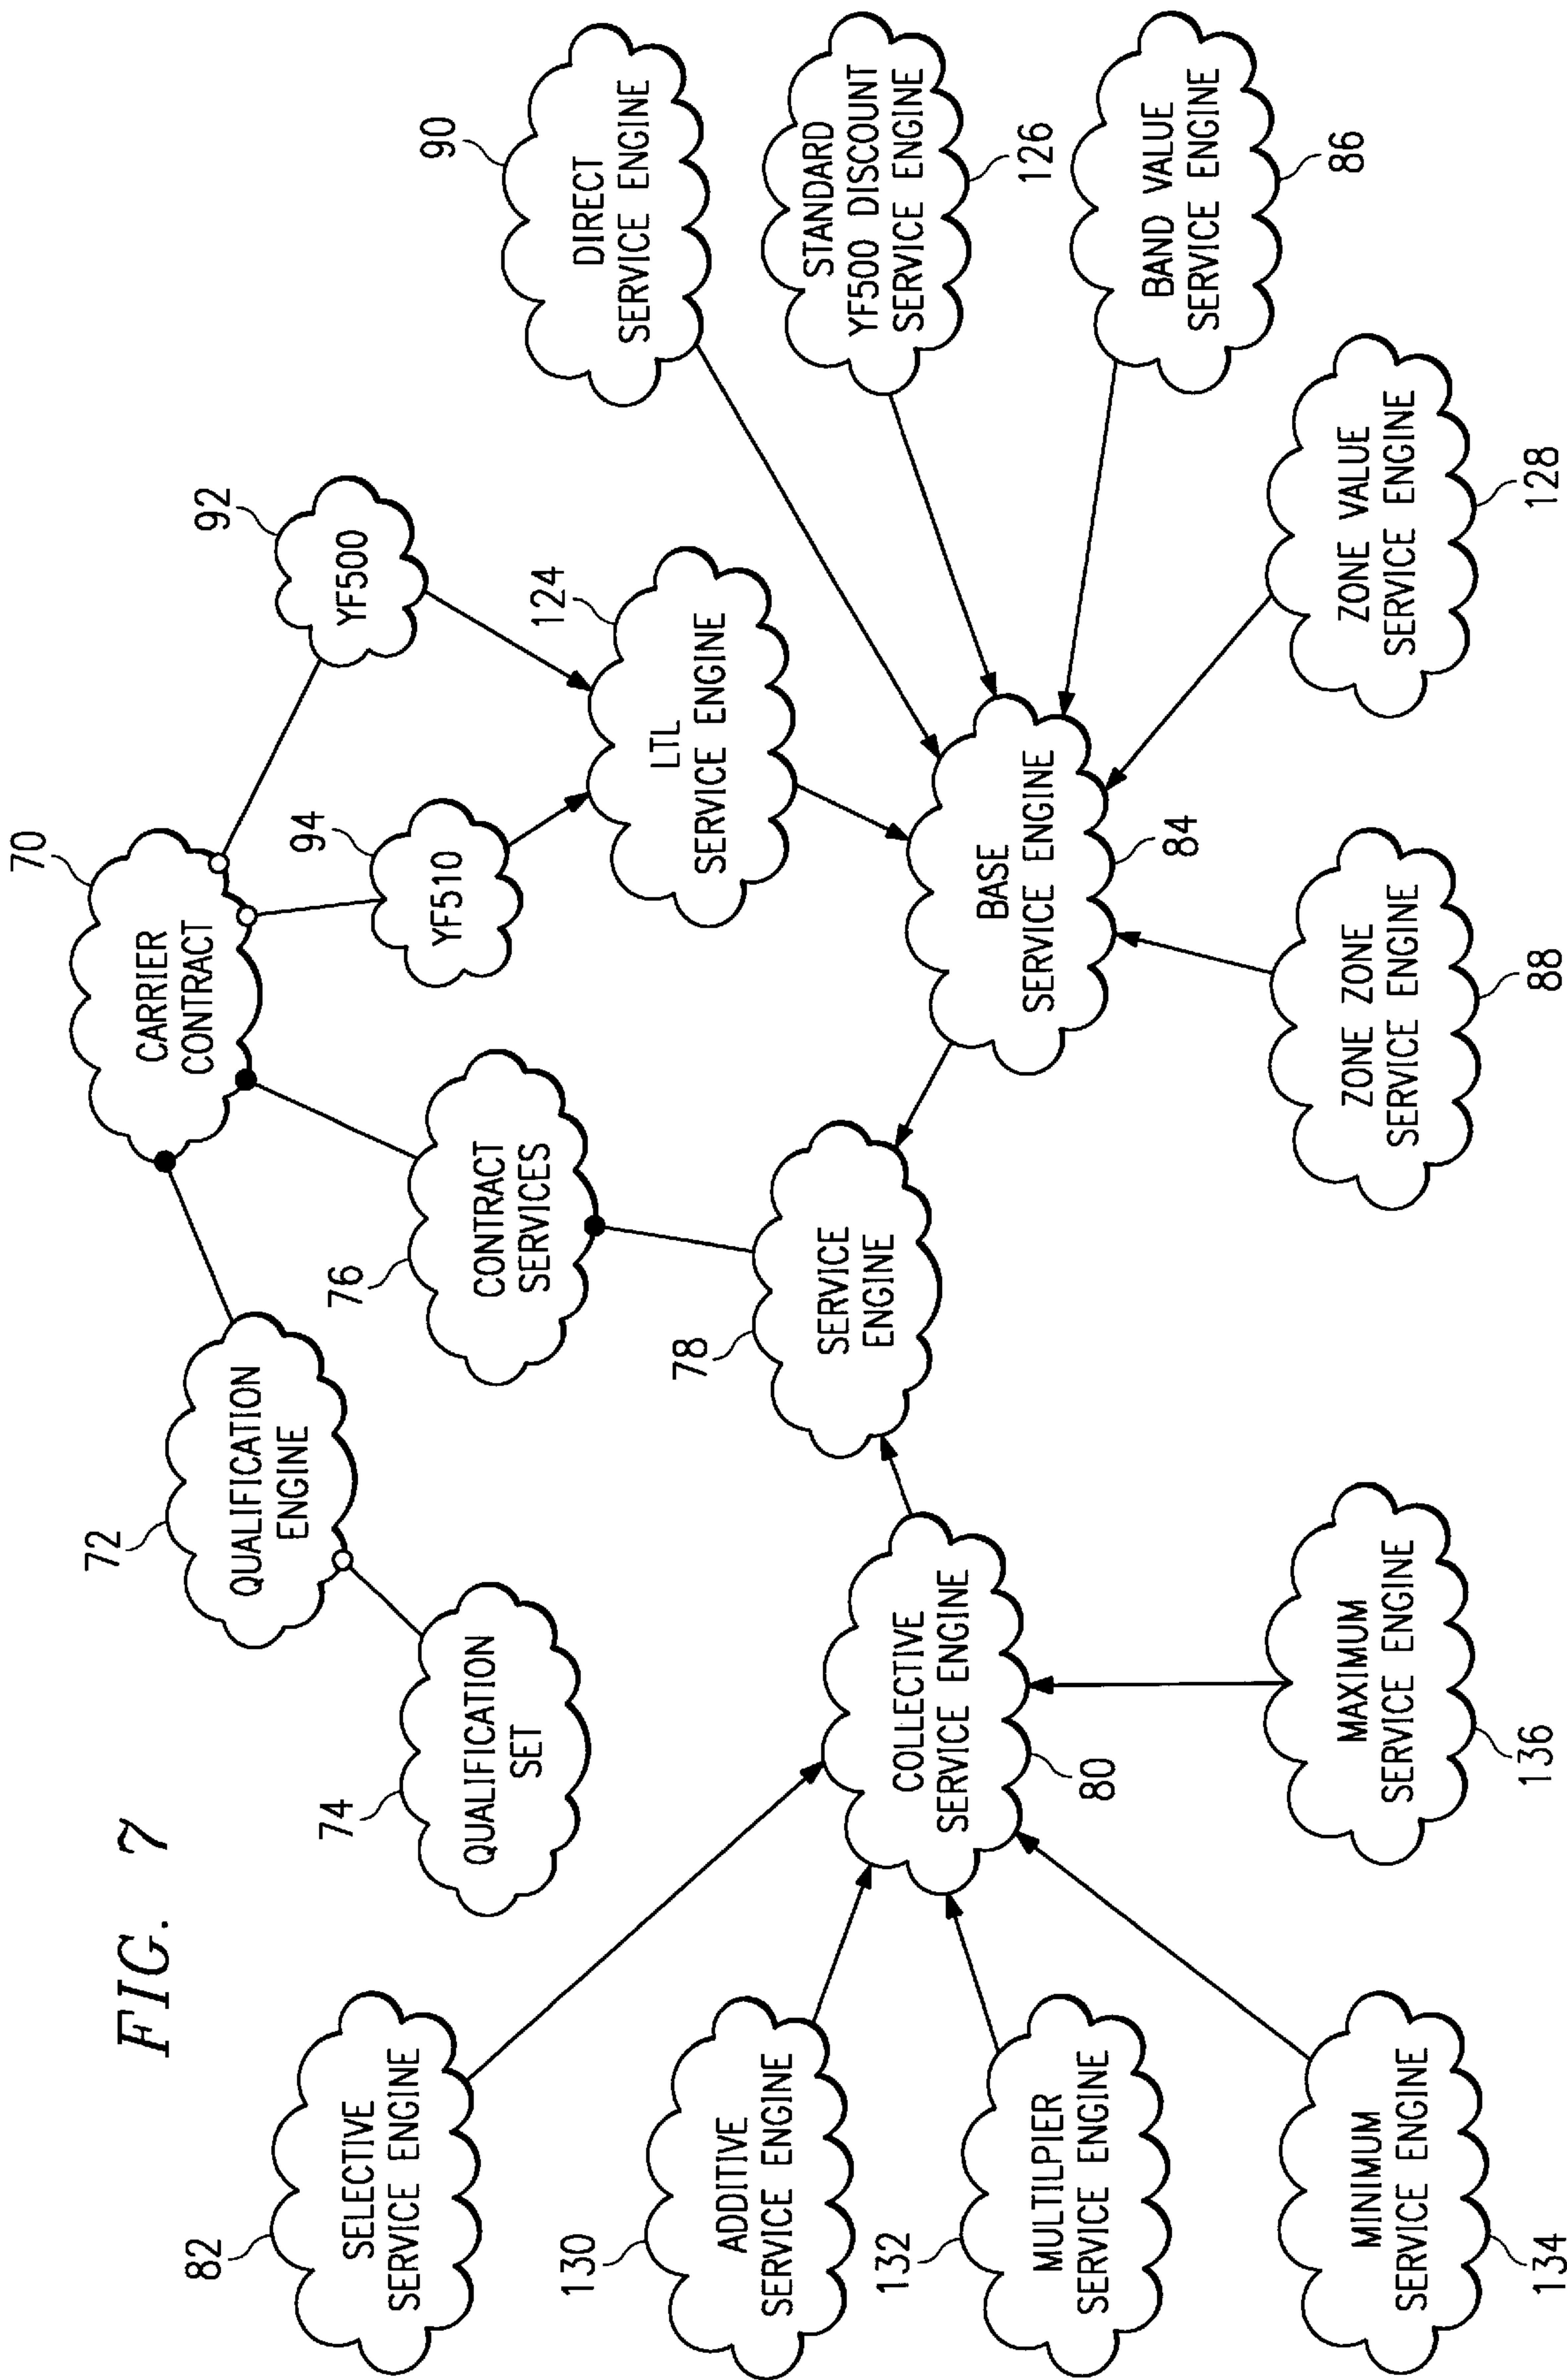 FIG. 7
70
CARRIER
CONTRACT
72
QUALIFICATION
ENGINE
74
QUALIFICATION
SET
76
CONTRACT
SERVICES
94
YF510
92
YF500
124
LTL
SERVICE ENGINE
90
DIRECT
SERVICE ENGINE
82
SELECTIVE
SERVICE ENGINE
78
SERVICE
ENGINE
STANDARD
YF500 DISCOUNT
SERVICE ENGINE
126
130
ADDITIVE
SERVICE ENGINE
COLLECTIVE
SERVICE ENGINE
80
BASE
SERVICE ENGINE
84
BAND VALUE
SERVICE ENGINE
86
132
MULTILPIER
SERVICE ENGINE
MINIMUM
SERVICE ENGINE
134
MAXIMUM
SERVICE ENGINE
136
ZONE ZONE
SERVICE ENGINE
88
ZONE VALUE
SERVICE ENGINE
128